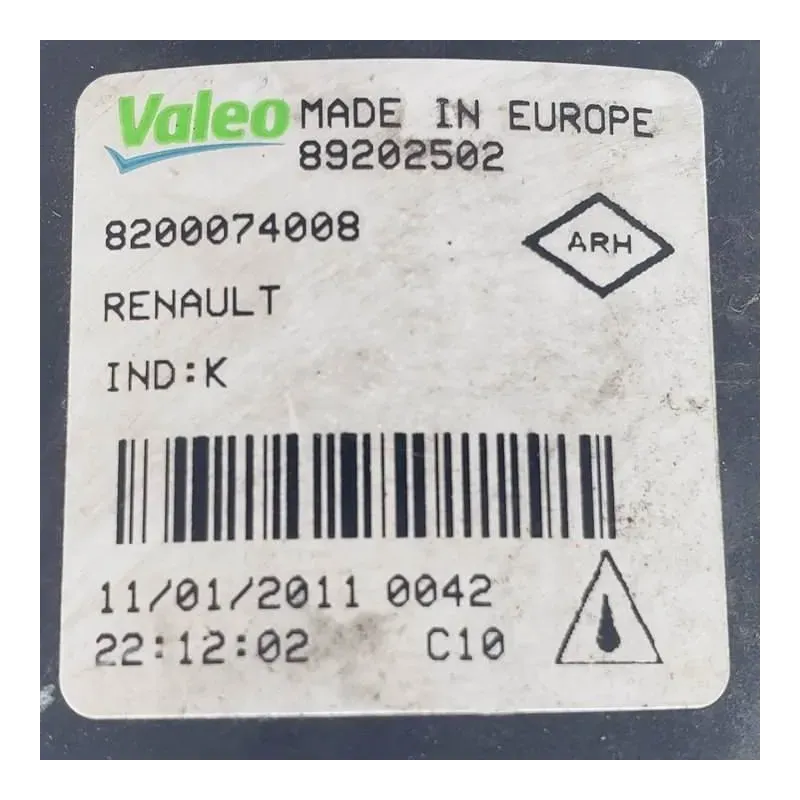 Valeo MADE IN EUROPE
89202502
8200074008
ARH
RENAULT
IND:K
11/01/2011 0042
22:12:02 C10